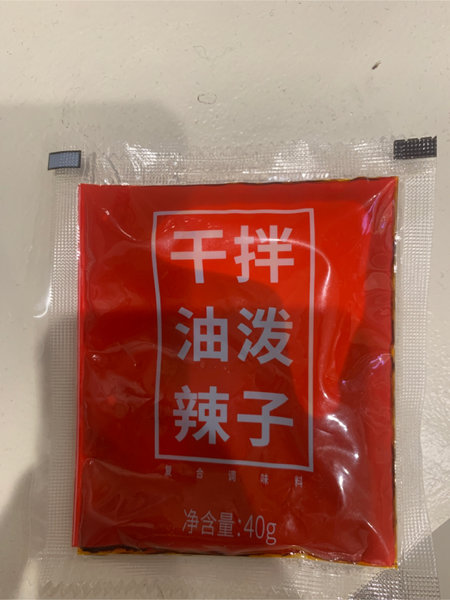 干拌
油泼
辣子
复合调味料
净含量:40g